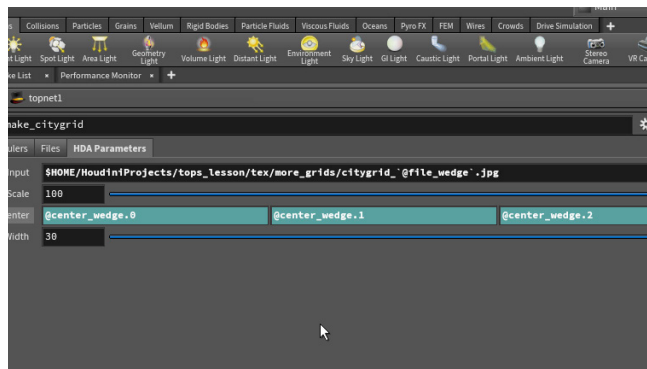 Main
s Collisions Particles Grains Vellum Rigid Bodies Particle Fluids Viscous Fluids Oceans Pyro FX FEM Wires Crowds Drive Simulation +
nt Light Spot Light Area Light Geometry Light Volume Light Distant Light Environment Light Sky Light GI Light Caustic Light Portal Light Ambient Light Stereo Camera VR Ca
ke List × Performance Monitor × +
topnet1
make_citygrid
ulers Files HDA Parameters
Input $HOME/HoudiniProjects/tops_lesson/tex/more_grids/citygrid_`@file_wedge`.jpg
Scale 100
enter @center_wedge.0 @center_wedge.1 @center_wedge.2
Width 30